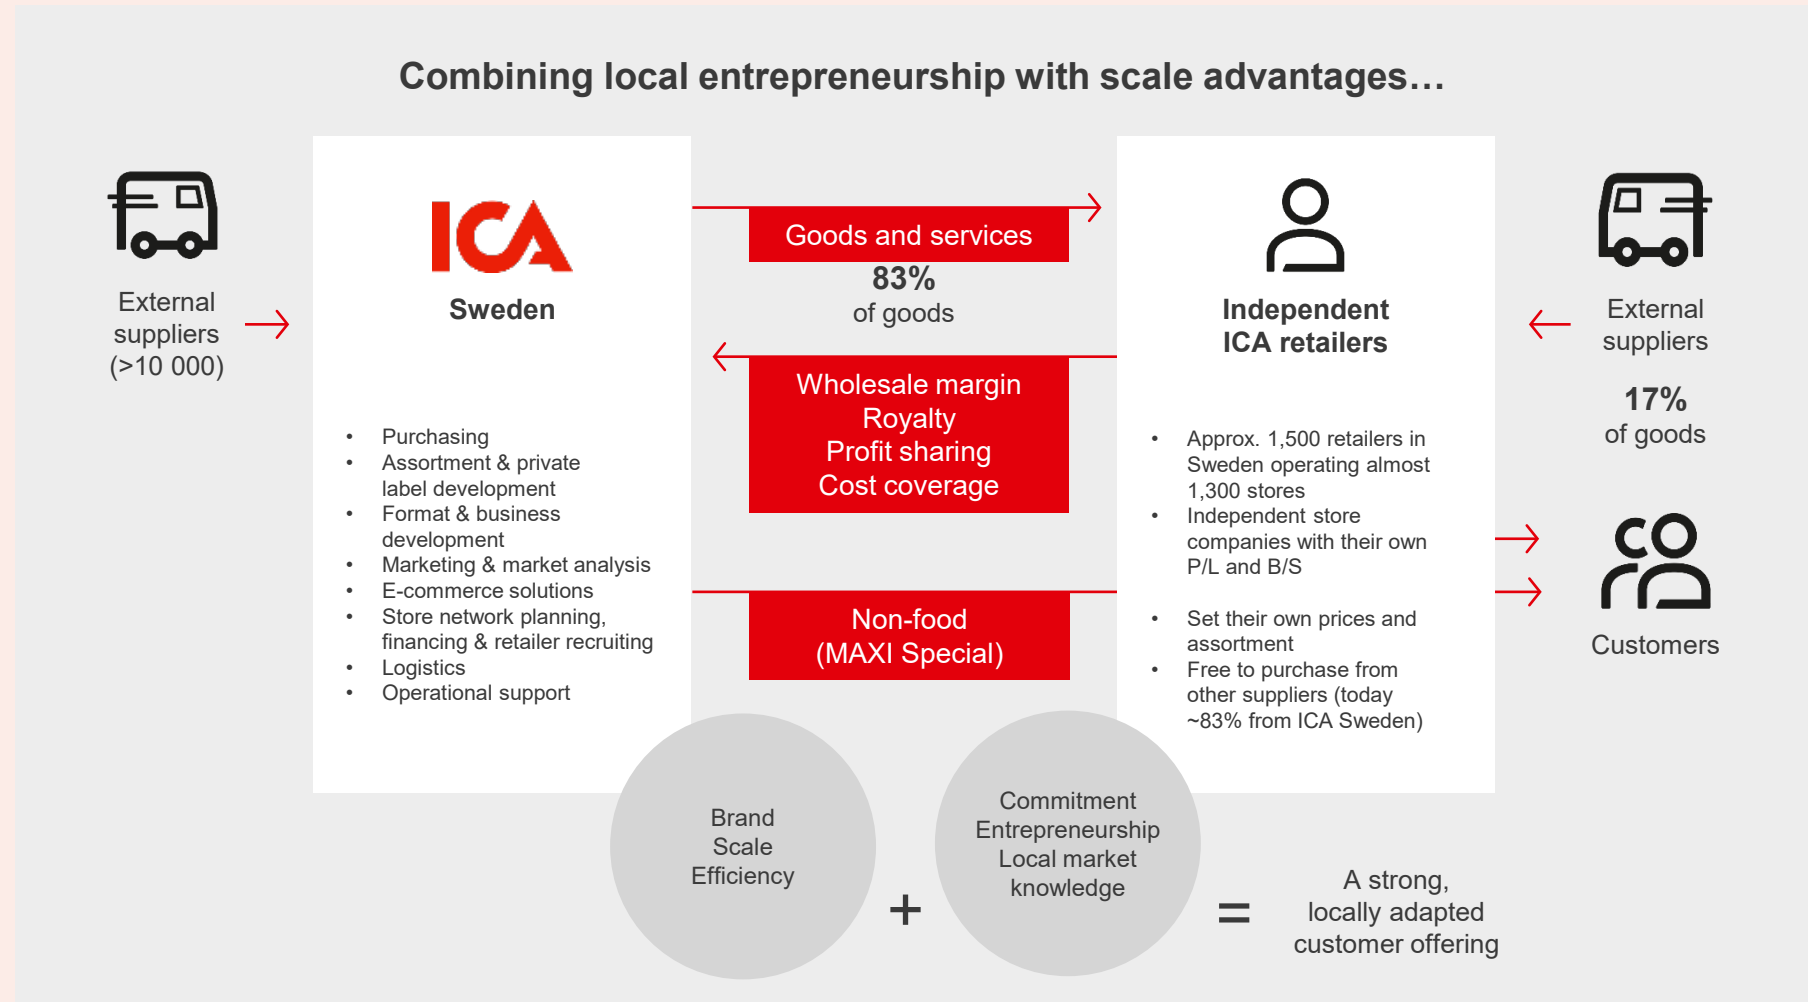 Combining local entrepreneurship with scale advantages…
External
suppliers
(>10 000)
ICA
Sweden
• Purchasing
• Assortment & private
label development
• Format & business
development
• Marketing & market analysis
• E-commerce solutions
• Store network planning,
financing & retailer recruiting
• Logistics
• Operational support
Goods and services
83%
of goods
Wholesale margin
Royalty
Profit sharing
Cost coverage
Non-food
(MAXI Special)
Independent
ICA retailers
• Approx. 1,500 retailers in
Sweden operating almost
1,300 stores
• Independent store
companies with their own
P/L and B/S
• Set their own prices and
assortment
• Free to purchase from
other suppliers (today
~83% from ICA Sweden)
External
suppliers
17%
of goods
Customers
Brand
Scale
Efficiency
+
Commitment
Entrepreneurship
Local market
knowledge
=
A strong,
locally adapted
customer offering